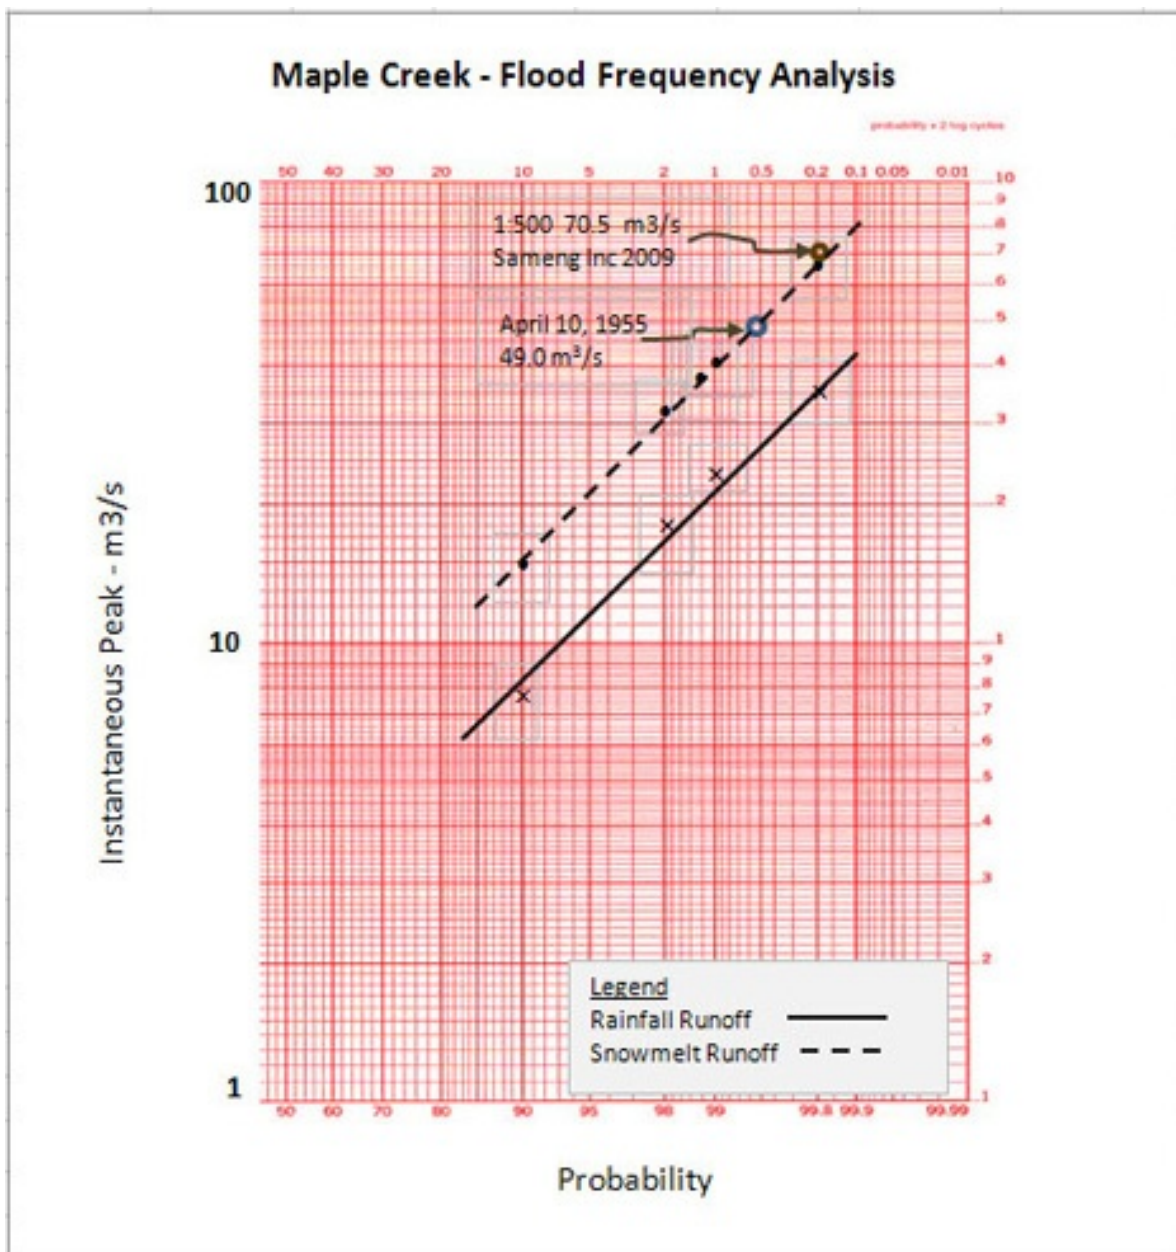 Maple Creek - Flood Frequency Analysis
probability x 2 log cycles
50 40 30 20 10 5 2 1 0.5 0.2 0.1 0.05 0.01
100
10
1
Instantaneous Peak - m3/s
1:500 70.5 m3/s
Sameng Inc 2009
April 10, 1955
49.0 m³/s
10
9
8
7
6
5
4
3
2
1
9
8
7
6
5
4
3
2
1
Legend
Rainfall Runoff
Snowmelt Runoff
50 60 70 80 90 95 98 99 99.8 99.9 99.99
Probability